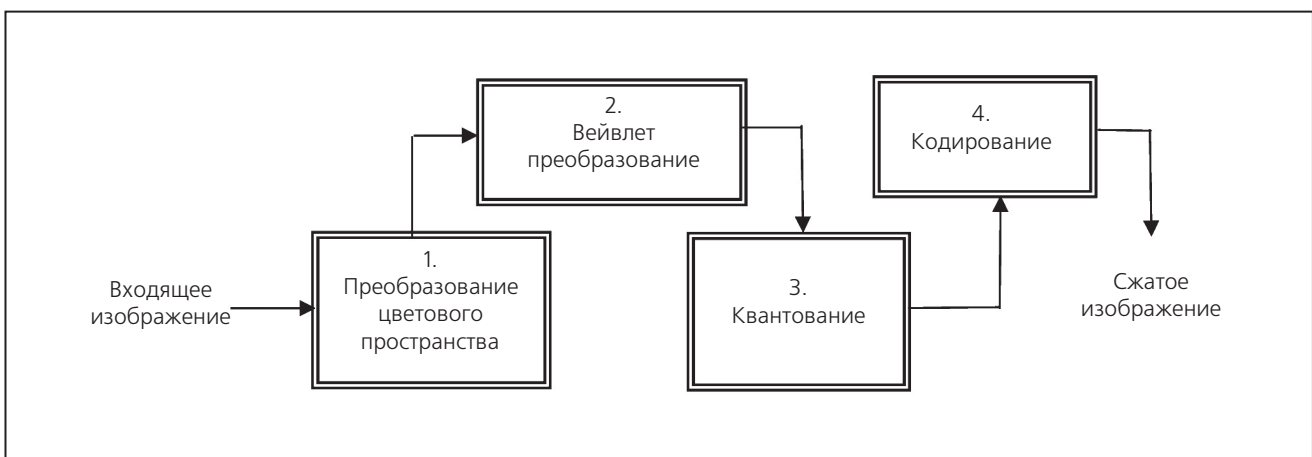 Входящее
изображение
1.
Преобразование
цветового
пространства
2.
Вейвлет
преобразование
3.
Квантование
4.
Кодирование
Сжатое
изображение